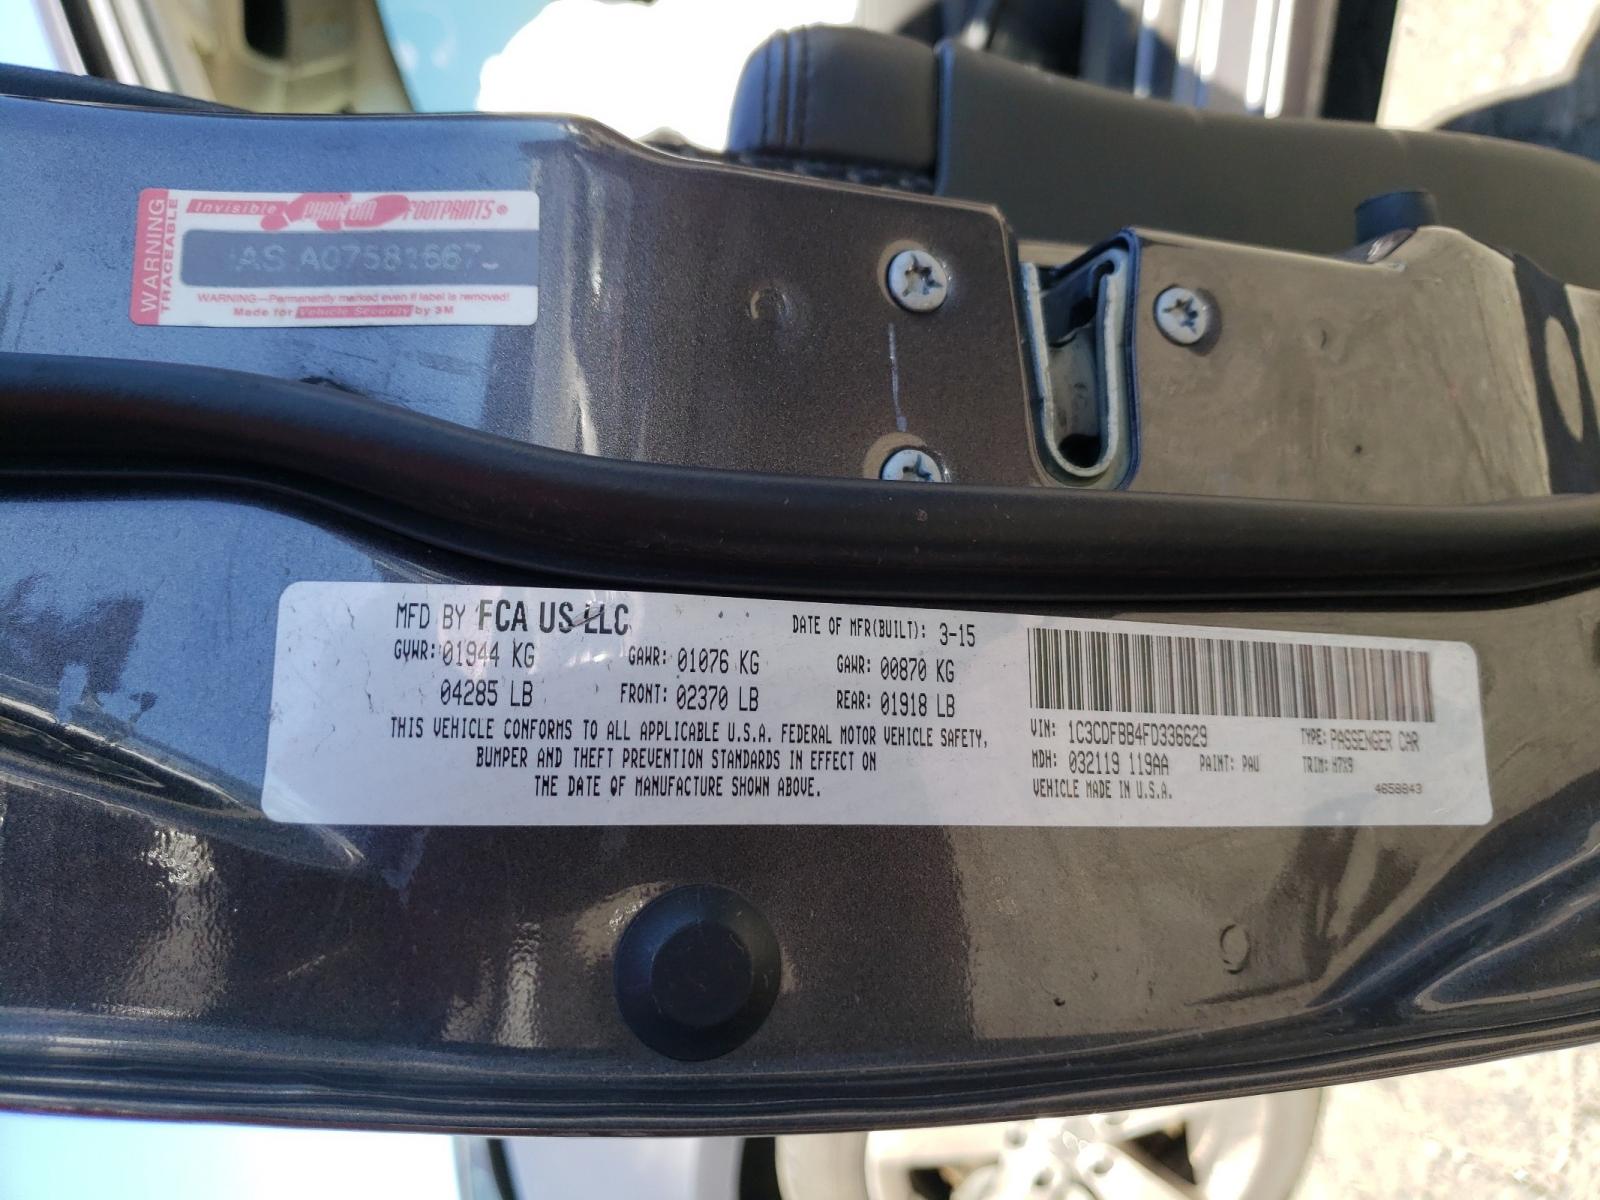 WARNING
TRACEABLE
Invisible PHANTOM FOOTPRINTS®
WARNING—Permanently marked even if label is removed!
Made for Vehicle Security by 3M
MFD BY FCA US LLC
DATE OF MFR(BUILT): 3-15
GVWR: 01944 KG GAWR: 01076 KG GAWR: 00870 KG
04285 LB FRONT: 02370 LB REAR: 01918 LB
THIS VEHICLE CONFORMS TO ALL APPLICABLE U.S.A. FEDERAL MOTOR VEHICLE SAFETY,
BUMPER AND THEFT PREVENTION STANDARDS IN EFFECT ON
THE DATE OF MANUFACTURE SHOWN ABOVE.
VIN: 1C3CDFBB4FD336629 TYPE: PASSENGER CAR
MDH: 032119 119AA PAINT: PAU TRIM: H7X9
VEHICLE MADE IN U.S.A. 4658843